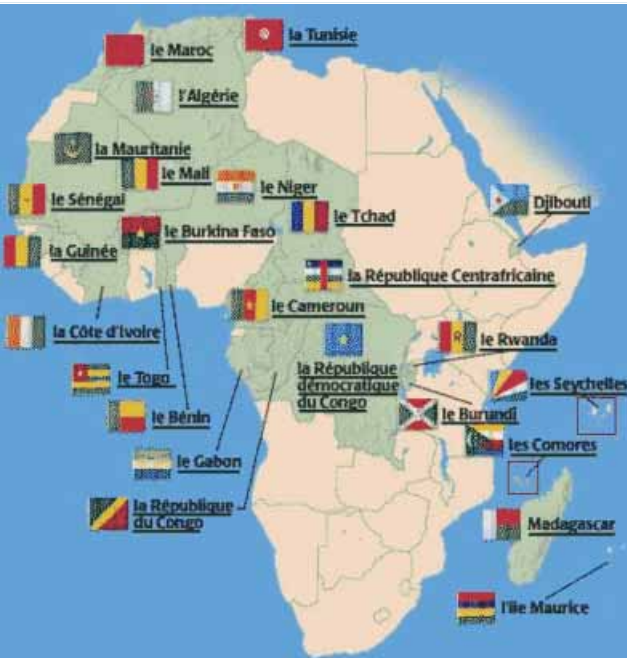 la Tunisie
le Maroc
l'Algérie
la Mauritanie
le Mali
le Niger
le Sénégal
le Tchad
Djibouti
le Burkina Faso
la Guinée
la République Centrafricaine
le Cameroun
la Côte d'Ivoire
le Rwanda
la République
démocratique
du Congo
le Togo
les Seychelles
le Bénin
le Burundi
les Comores
le Gabon
la République
du Congo
Madagascar
l'île Maurice